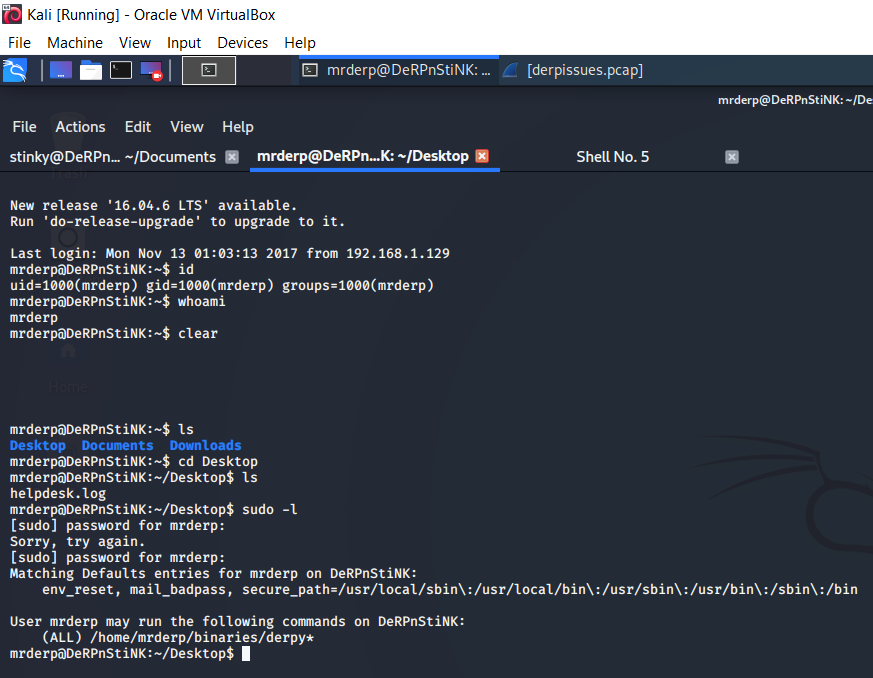 Kali [Running] - Oracle VM VirtualBox
File Machine View Input Devices Help
mrderp@DeRPnStiNK: ... [derpissues.pcap]
mrderp@DeRPnStiNK: ~/De
File Actions Edit View Help
stinky@DeRPn... ~/Documents mrderp@DeRPn...K: ~/Desktop Shell No. 5
Trash
New release '16.04.6 LTS' available.
Run 'do-release-upgrade' to upgrade to it.
Last login: Mon Nov 13 01:03:13 2017 from 192.168.1.129
mrderp@DeRPnStiNK:~$ id
uid=1000(mrderp) gid=1000(mrderp) groups=1000(mrderp)
mrderp@DeRPnStiNK:~$ whoami
mrderp
mrderp@DeRPnStiNK:~$ clear
Home
mrderp@DeRPnStiNK:~$ ls
Desktop Documents Downloads
mrderp@DeRPnStiNK:~$ cd Desktop
mrderp@DeRPnStiNK:~/Desktop$ ls
helpdesk.log
mrderp@DeRPnStiNK:~/Desktop$ sudo -l
[sudo] password for mrderp:
Sorry, try again.
[sudo] password for mrderp:
Matching Defaults entries for mrderp on DeRPnStiNK:
env_reset, mail_badpass, secure_path=/usr/local/sbin\:/usr/local/bin\:/usr/sbin\:/usr/bin\:/sbin\:/bin
User mrderp may run the following commands on DeRPnStiNK:
(ALL) /home/mrderp/binaries/derpy*
mrderp@DeRPnStiNK:~/Desktop$